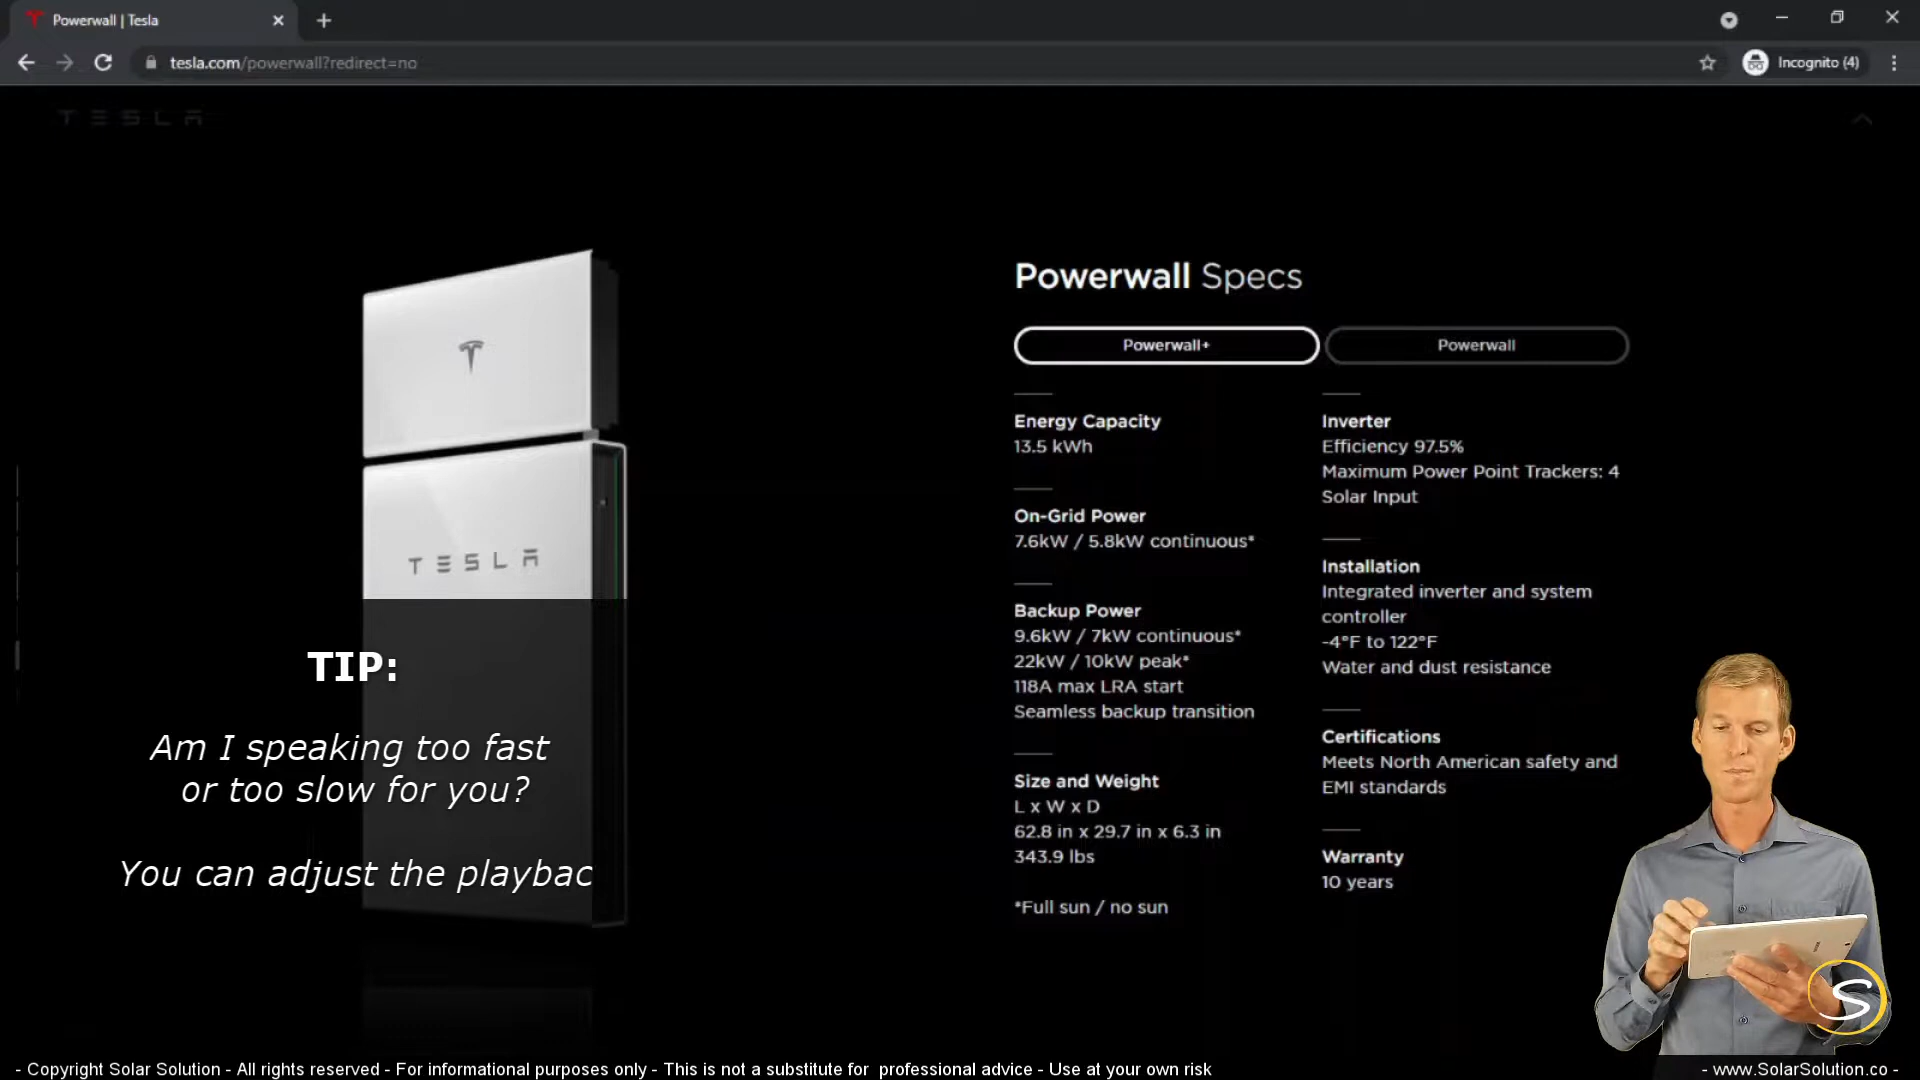 Powerwall | Tesla
tesla.com/powerwall?redirect=no
Incognito (4)
TESLA
Powerwall Specs
Powerwall+
Powerwall
Energy Capacity
13.5 kWh
On-Grid Power
7.6kW / 5.8kW continuous*
Backup Power
9.6kW / 7kW continuous*
22kW / 10kW peak*
118A max LRA start
Seamless backup transition
Size and Weight
L x W x D
62.8 in x 29.7 in x 6.3 in
343.9 lbs
*Full sun / no sun
Inverter
Efficiency 97.5%
Maximum Power Point Trackers: 4
Solar Input
Installation
Integrated inverter and system
controller
-4°F to 122°F
Water and dust resistance
Certifications
Meets North American safety and
EMI standards
Warranty
10 years
TESLA
TIP:
Am I speaking too fast
or too slow for you?
You can adjust the playbac
S
- Copyright Solar Solution - All rights reserved - For informational purposes only - This is not a substitute for professional advice - Use at your own risk
- www.SolarSolution.co -